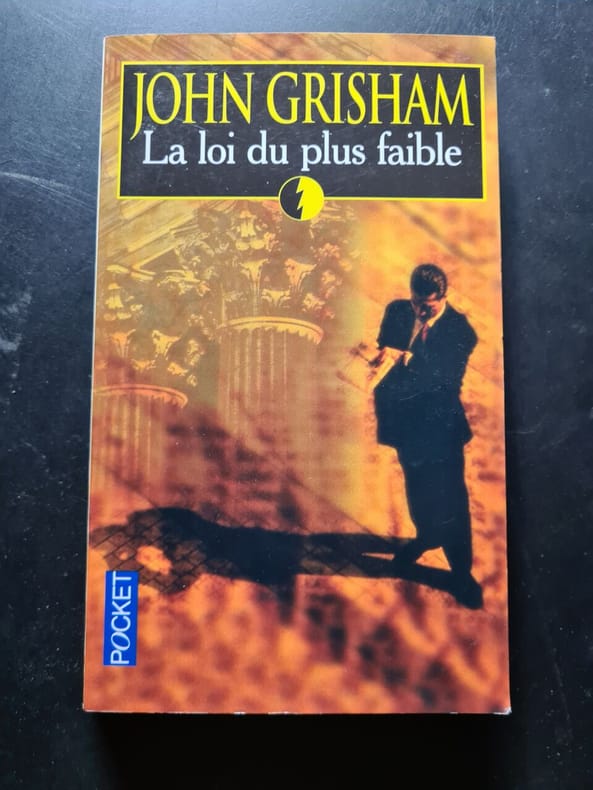 JOHN GRISHAM
La loi du plus faible
POCKET